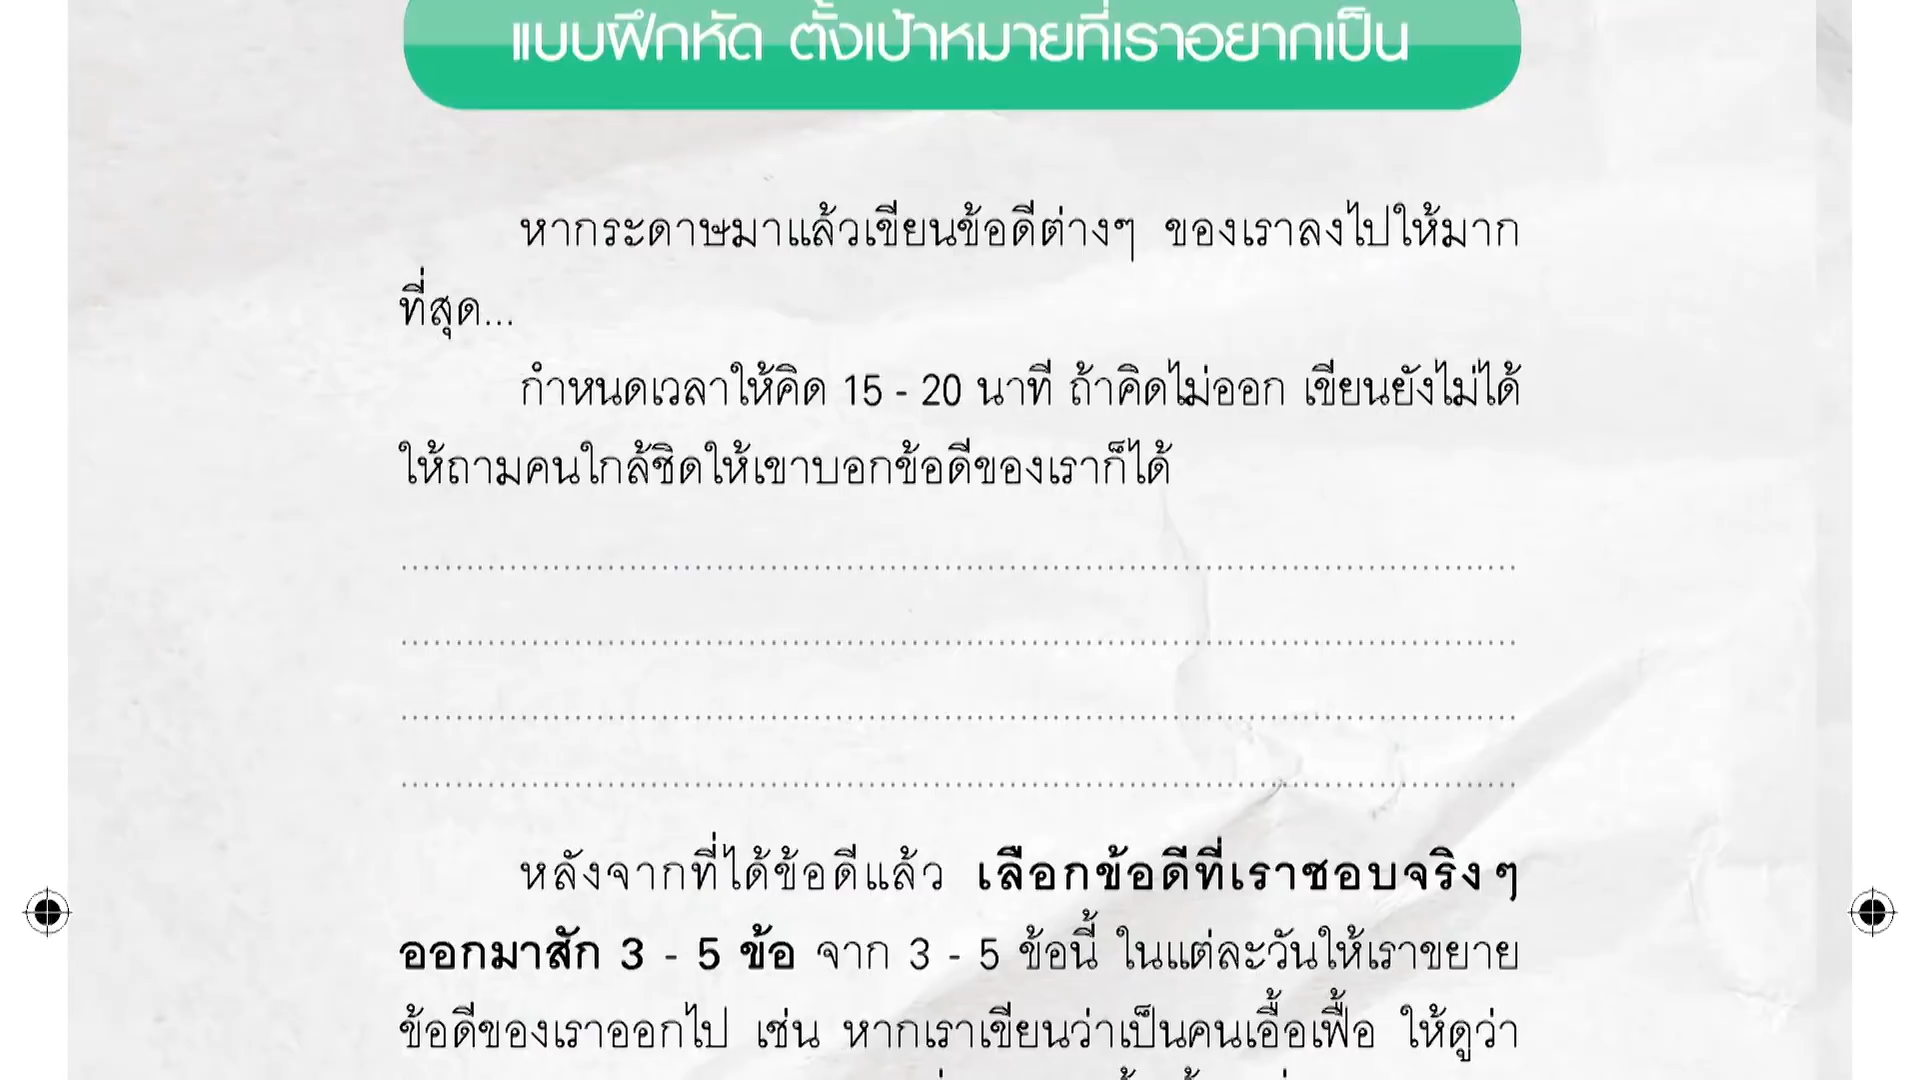 แบบฝึกหัด ตั้งเป้าหมายที่เราอยากเป็น
หากระดาษมาแล้วเขียนข้อดีต่างๆ ของเราลงไปให้มาก
ที่สุด...
กำหนดเวลาให้คิด 15 - 20 นาที ถ้าคิดไม่ออก เขียนยังไม่ได้
ให้ถามคนใกล้ชิดให้เขาบอกข้อดีของเราก็ได้
หลังจากที่ได้ข้อดีแล้ว เลือกข้อดีที่เราชอบจริงๆ
ออกมาสัก 3 - 5 ข้อ จาก 3 - 5 ข้อนี้ ในแต่ละวันให้เราขยาย
ข้อดีของเราออกไป เช่น หากเราเขียนว่าเป็นคนเอื้อเฟื้อ ให้ดูว่า